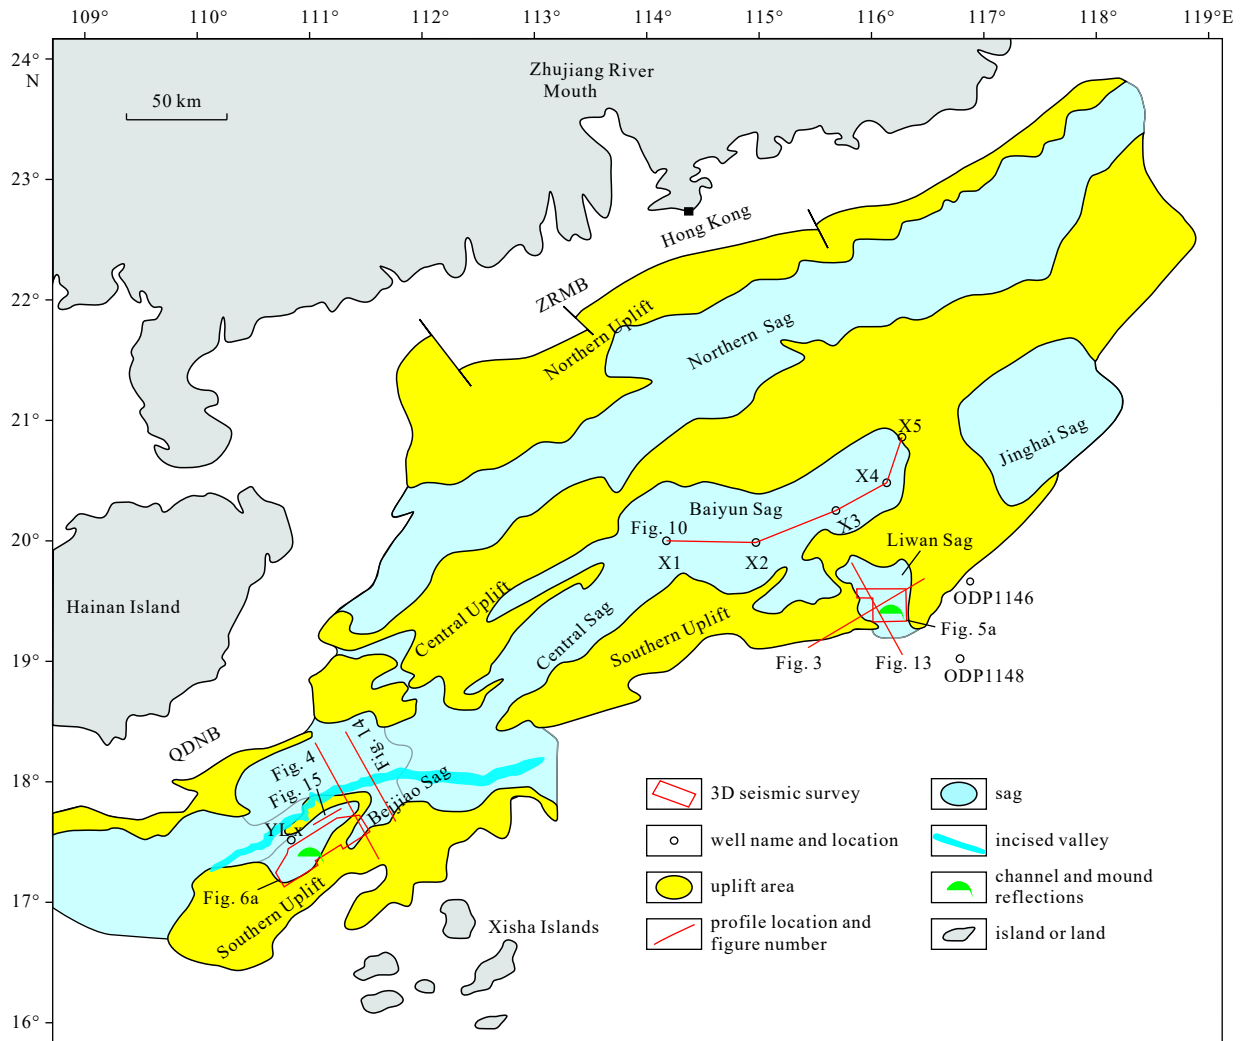 109° 110° 111° 112° 113° 114° 115° 116° 117° 118° 119°E
24°
N
23°
22°
21°
20°
19°
18°
17°
16°
50 km
Zhujiang River
Mouth
Hong Kong
ZRMB
Northern Uplift
Northern Sag
Jinghai Sag
X5
X4
Baiyun Sag
X3
Fig. 10
X1
X2
Liwan Sag
Hainan Island
ODP1146
Central Uplift
Central Sag
Southern Uplift
Fig. 5a
Fig. 3
Fig. 13
ODP1148
QDNB
Fig. 14
Fig. 4
Fig. 15
Beijiao Sag
YLx
Fig. 6a
Southern Uplift
Xisha Islands
3D seismic survey
well name and location
uplift area
profile location and
figure number
sag
incised valley
channel and mound
reflections
island or land